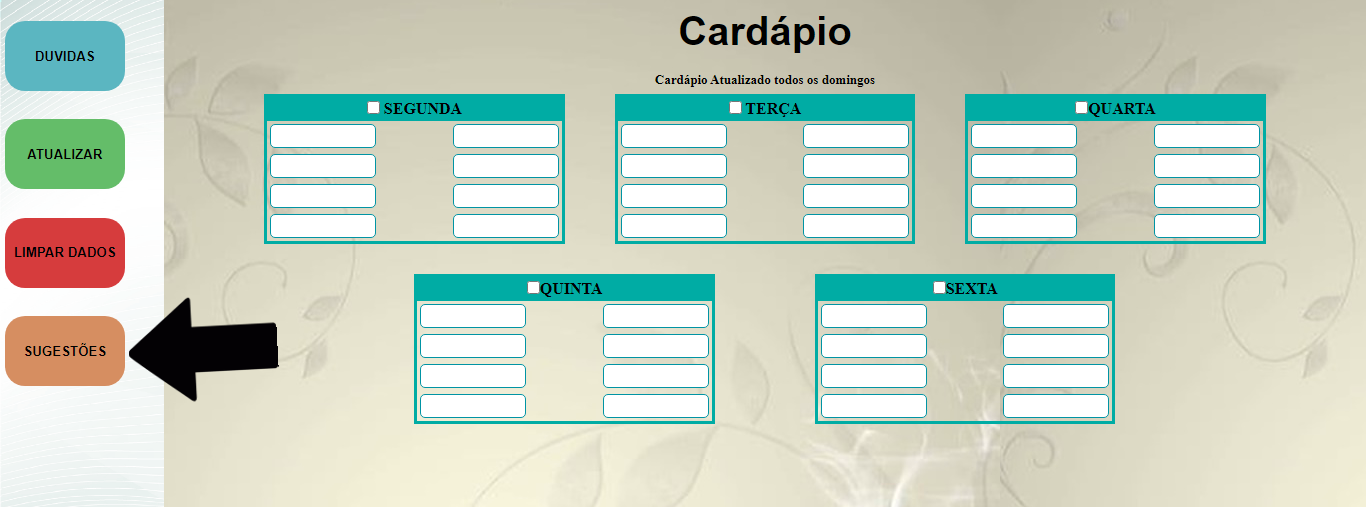 DUVIDAS
ATUALIZAR
LIMPAR DADOS
SUGESTÕES
Cardápio
Cardápio Atualizado todos os domingos
SEGUNDA
TERÇA
QUARTA
QUINTA
SEXTA